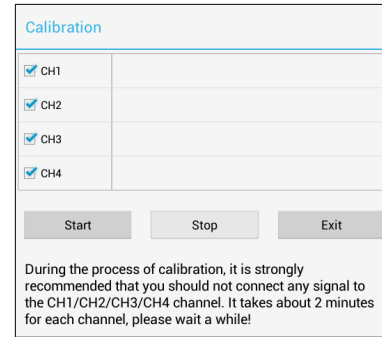 Calibration
CH1
CH2
CH3
CH4
Start Stop Exit
During the process of calibration, it is strongly
recommended that you should not connect any signal to
the CH1/CH2/CH3/CH4 channel. It takes about 2 minutes
for each channel, please wait a while!